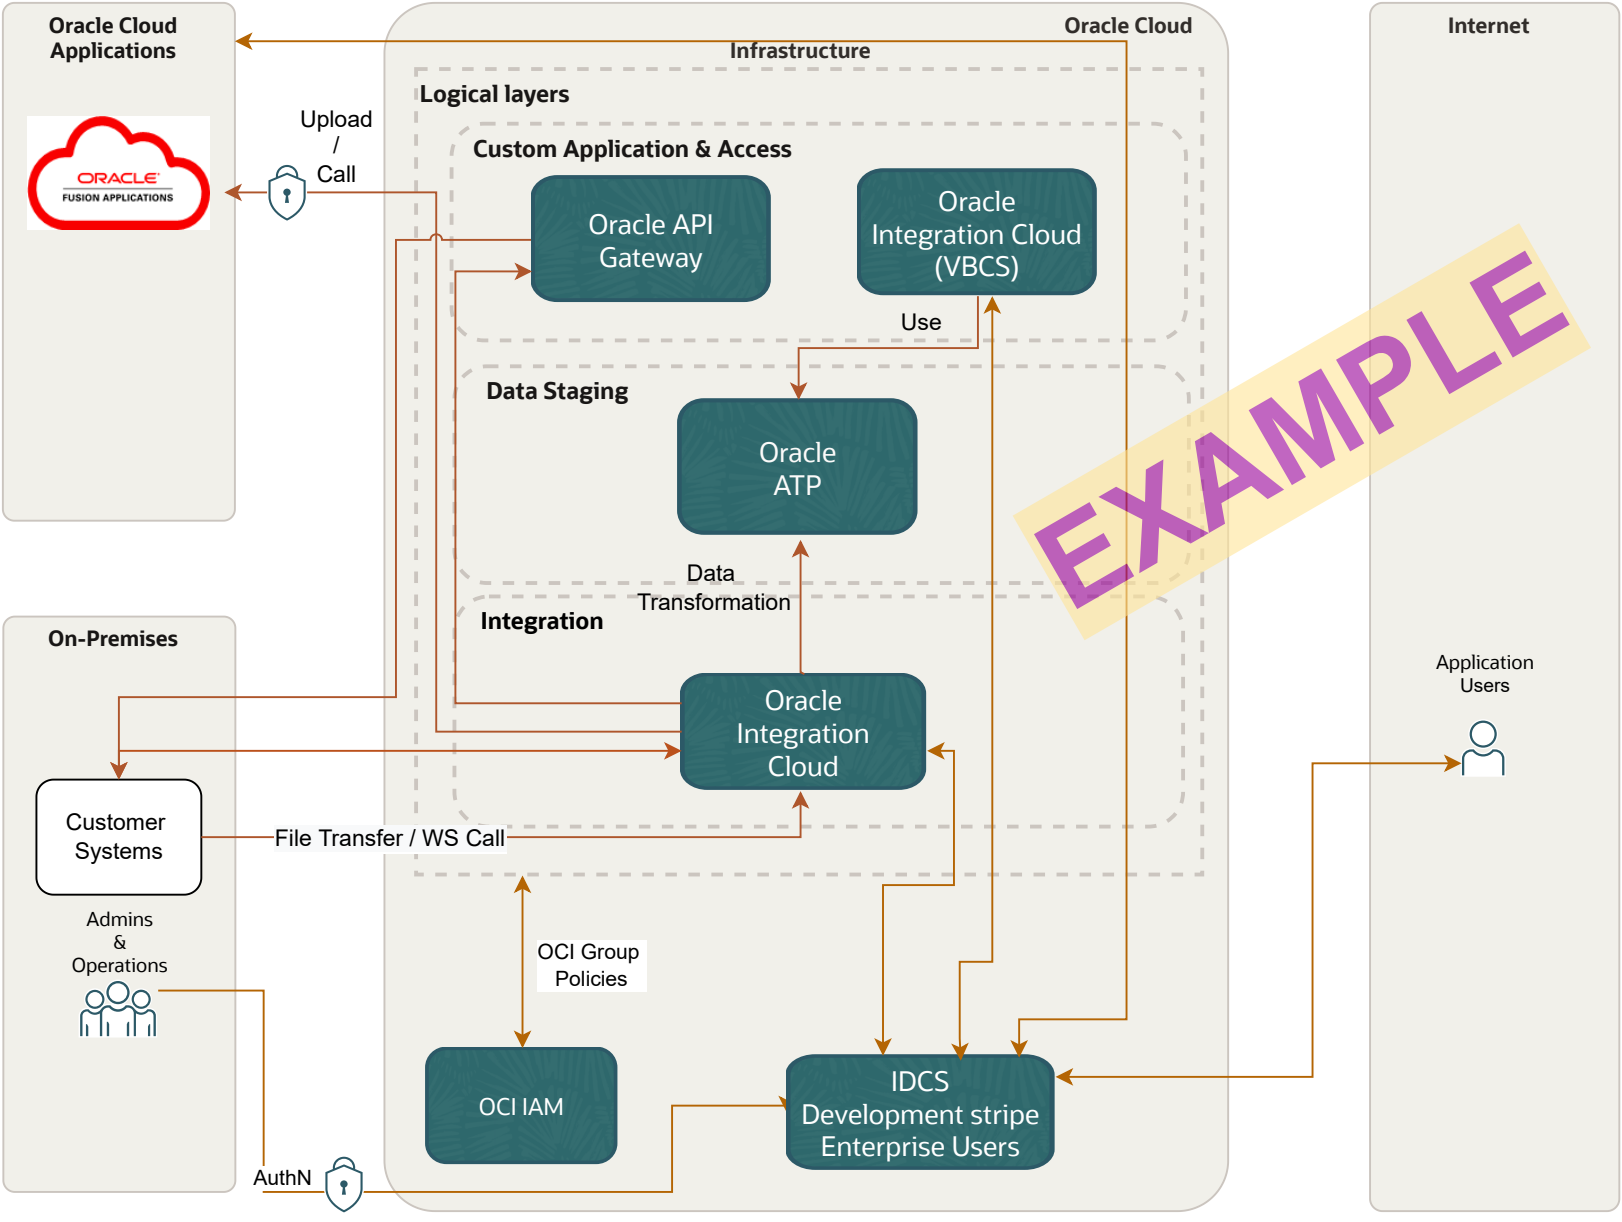 Oracle Cloud
Applications
ORACLE
FUSION APPLICATIONS
Upload
/
Call
Oracle Cloud
Infrastructure
Logical layers
Custom Application & Access
Oracle API
Gateway
Oracle
Integration Cloud
(VBCS)
Use
Data Staging
Oracle
ATP
Data
Transformation
Integration
Oracle
Integration
Cloud
Internet
EXAMPLE
Application
Users
On-Premises
Customer
Systems
File Transfer / WS Call
Admins
&
Operations
OCI Group
Policies
OCI IAM
IDCS
Development stripe
Enterprise Users
AuthN